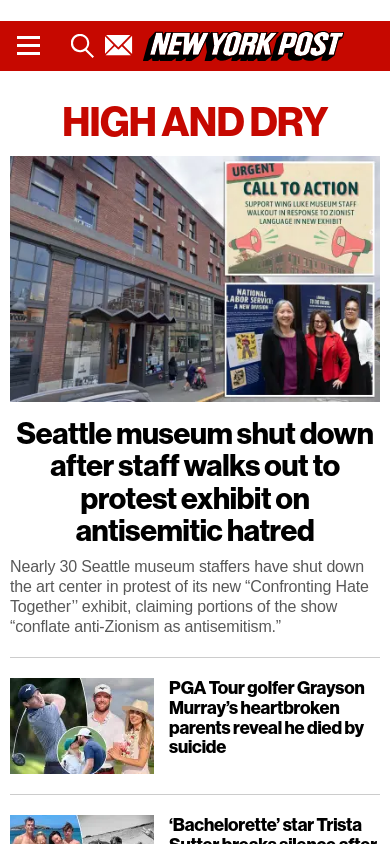 NEW YORK POST
HIGH AND DRY
URGENT
CALL TO ACTION
SUPPORT WING LUKE MUSEUM STAFF
WALKOUT IN RESPONSE TO ZIONIST
LANGUAGE IN NEW EXHIBIT
NATIONAL
LABOR SERVICE:
A NEW DIVISION
Seattle museum shut down
after staff walks out to
protest exhibit on
antisemitic hatred
Nearly 30 Seattle museum staffers have shut down
the art center in protest of its new “Confronting Hate
Together’’ exhibit, claiming portions of the show
“conflate anti-Zionism as antisemitism.”
PGA Tour golfer Grayson
Murray’s heartbroken
parents reveal he died by
suicide
‘Bachelorette’ star Trista
Sutter breaks silence after